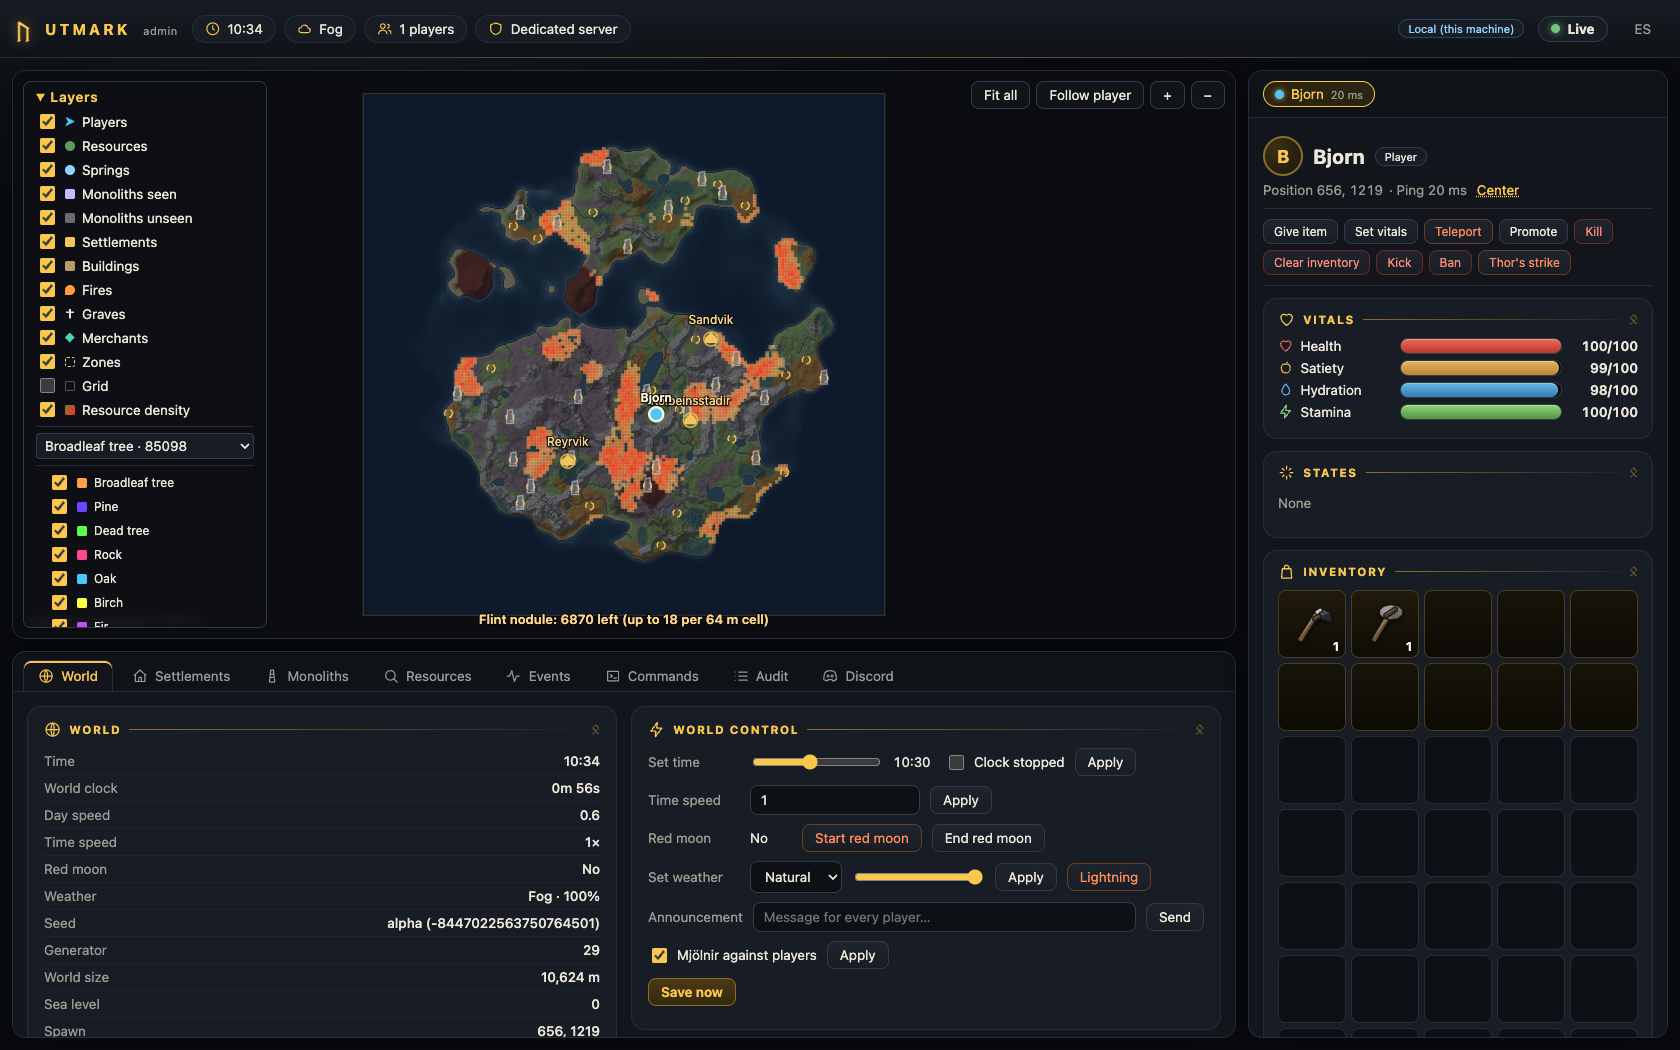 UTMARK admin 10:34 Fog 1 players Dedicated server Local (this machine) Live ES
Layers
Players
Resources
Springs
Monoliths seen
Monoliths unseen
Settlements
Buildings
Fires
Graves
Merchants
Zones
Grid
Resource density
Broadleaf tree · 85098
Broadleaf tree
Pine
Dead tree
Rock
Oak
Birch
Fir
Fit all Follow player + −
Sandvik
Bjorn
Reyrvik
Flint nodule: 6870 left (up to 18 per 64 m cell)
World Settlements Monoliths Resources Events Commands Audit Discord
WORLD
Time 10:34
World clock 0m 56s
Day speed 0.6
Time speed 1×
Red moon No
Weather Fog · 100%
Seed alpha (-8447022563750764501)
Generator 29
World size 10,624 m
Sea level 0
Spawn 656, 1219
WORLD CONTROL
Set time 10:30 Clock stopped Apply
Time speed 1 Apply
Red moon No Start red moon End red moon
Set weather Natural Apply Lightning
Announcement Message for every player... Send
Mjölnir against players Apply
Save now
Bjorn 20 ms
B Bjorn Player
Position 656, 1219 · Ping 20 ms Center
Give item Set vitals Teleport Promote Kill
Clear inventory Kick Ban Thor's strike
VITALS
Health 100/100
Satiety 99/100
Hydration 98/100
Stamina 100/100
STATES
None
INVENTORY
1 1